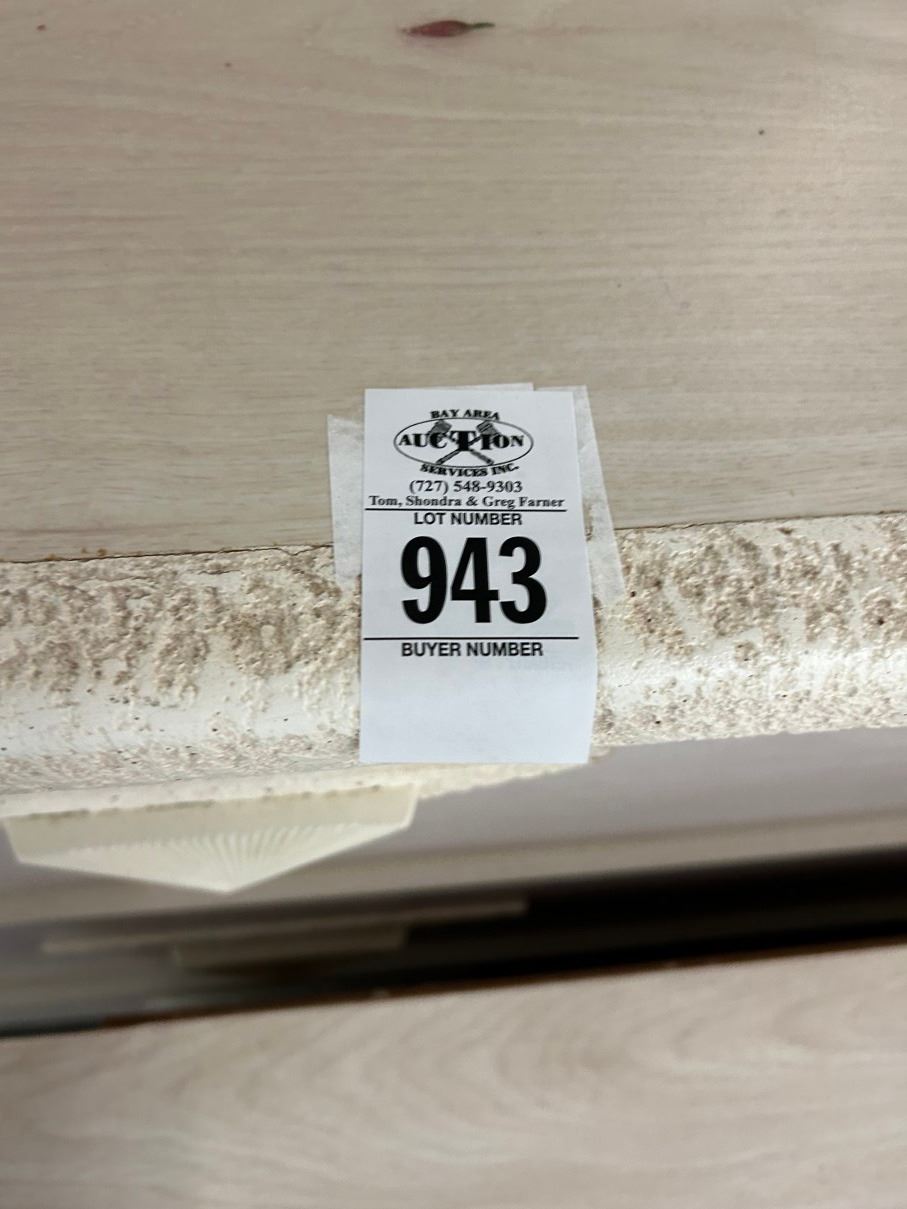 BAY AREA
AUCTION
SERVICES INC.
(727) 548-9303
Tom, Shondra & Greg Farner
LOT NUMBER
943
BUYER NUMBER